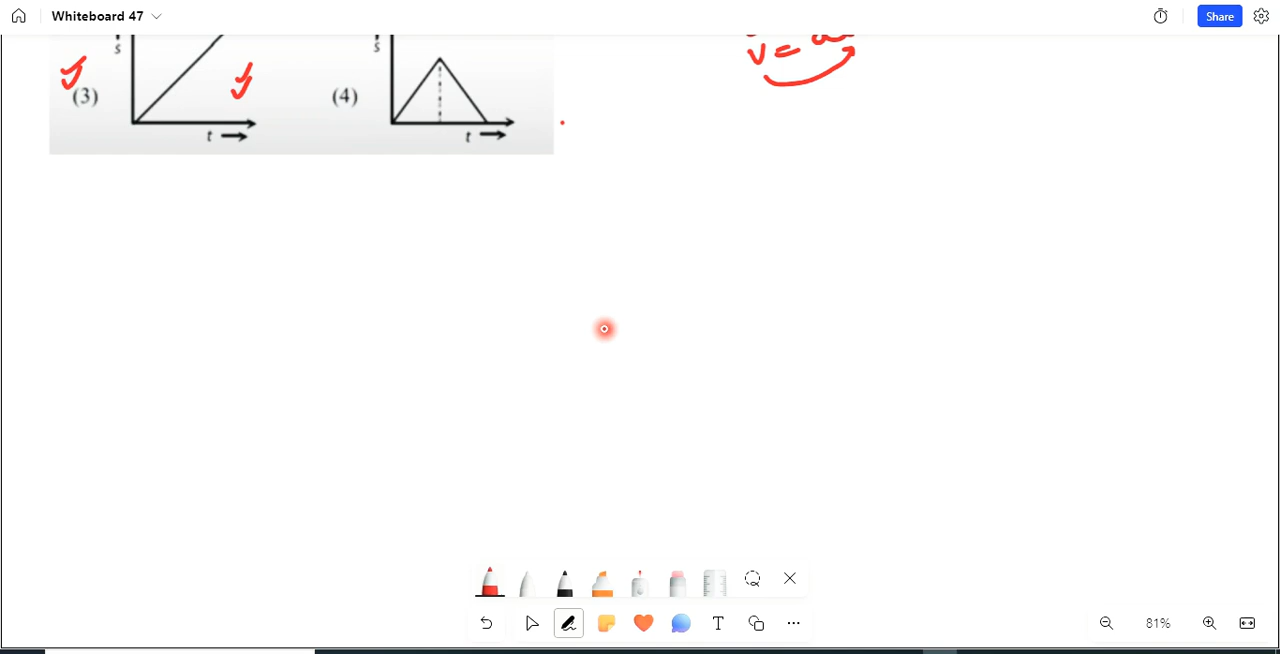 Whiteboard 47
Share
s
s
v =
(3)
(4)
t
t
T
81%